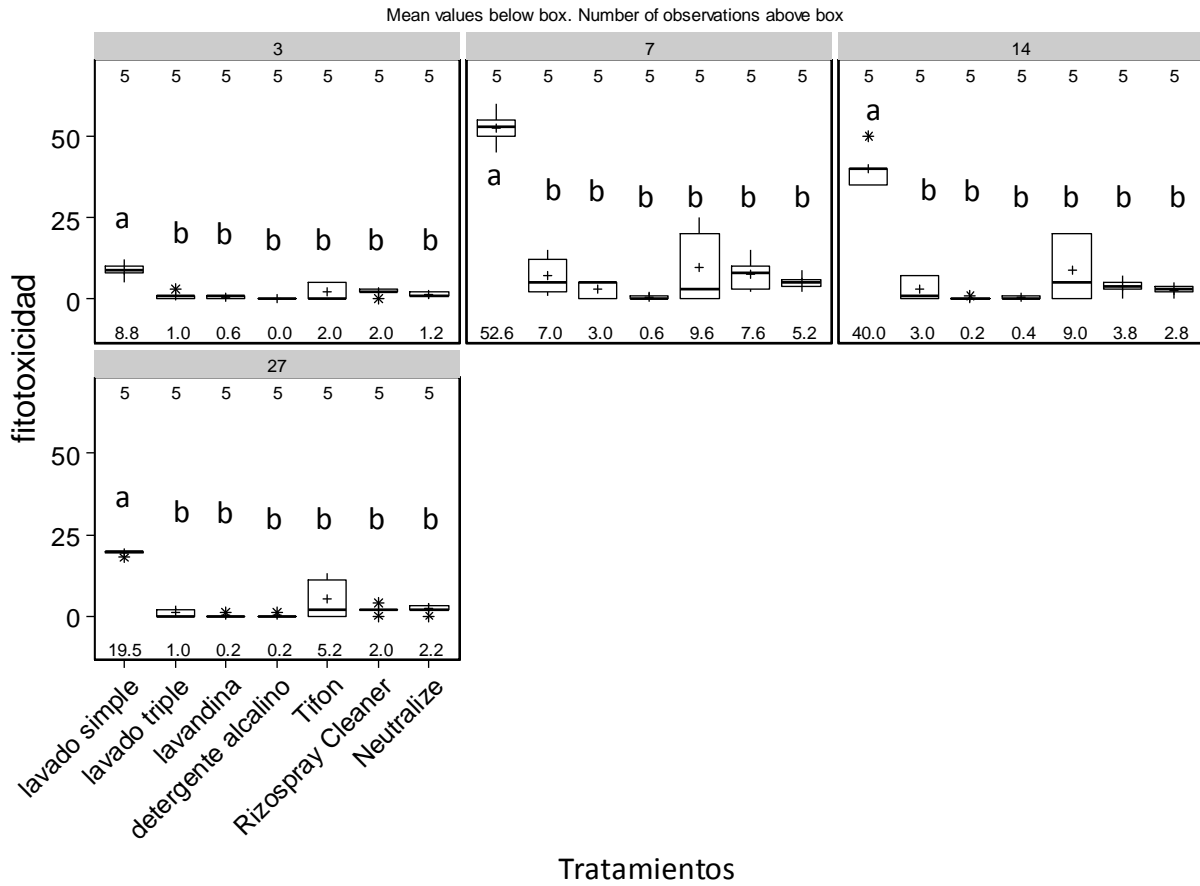 Mean values below box. Number of observations above box
3 7 14
5 5 5 5 5 5 5 5 5 5 5 5 5 5 5 5 5 5 5 5 5
50
a
a
b b b b b b
b b b b b b
25
a
b b b b b b
0
8.8 1.0 0.6 0.0 2.0 2.0 1.2 52.6 7.0 3.0 0.6 9.6 7.6 5.2 40.0 3.0 0.2 0.4 9.0 3.8 2.8
27
5 5 5 5 5 5 5
fitotoxicidad
50
a
b b b b b b
25
0
19.5 1.0 0.2 0.2 5.2 2.0 2.2
lavado simple
lavado triple
lavandina
detergente alcalino
Tifon
Rizospray Cleaner
Neutralize
Tratamientos